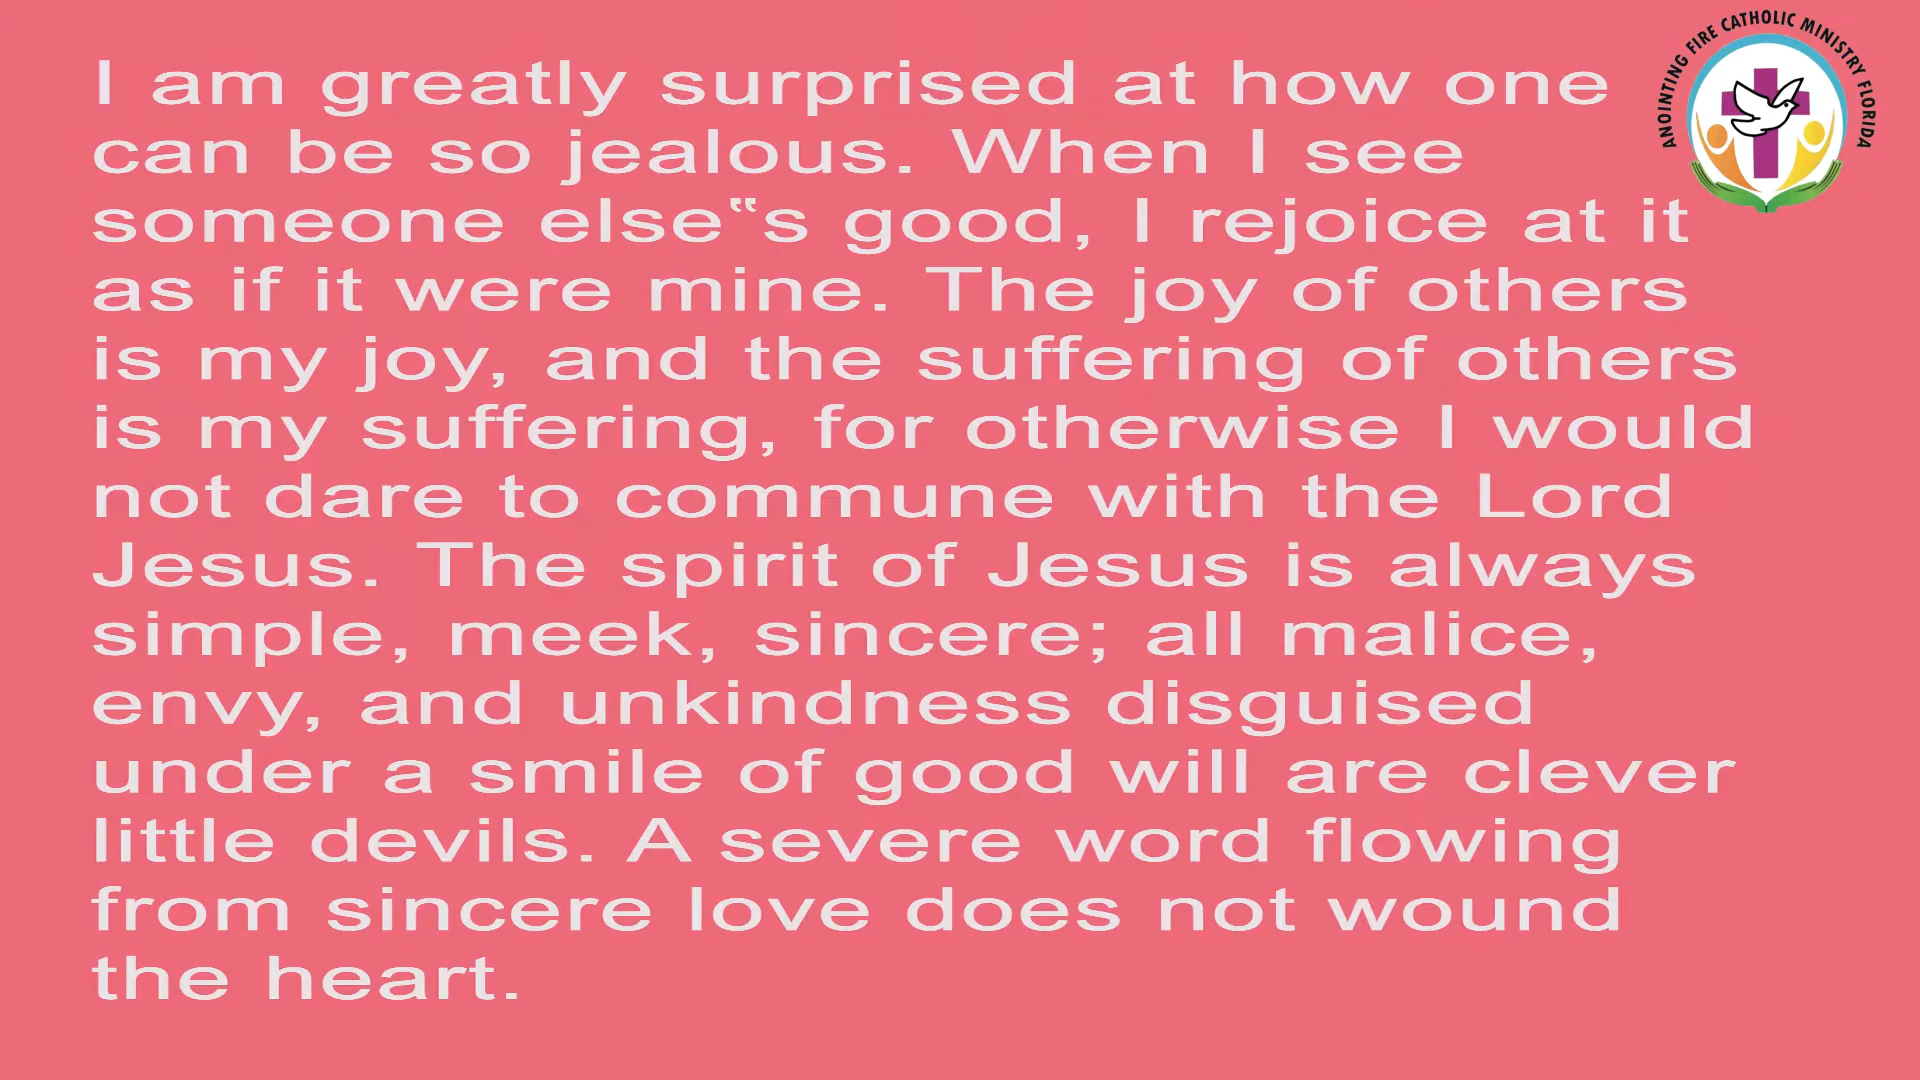 ANOINTING FIRE CATHOLIC MINISTRY FLORIDA
I am greatly surprised at how one
can be so jealous. When I see
someone else‟s good, I rejoice at it
as if it were mine. The joy of others
is my joy, and the suffering of others
is my suffering, for otherwise I would
not dare to commune with the Lord
Jesus. The spirit of Jesus is always
simple, meek, sincere; all malice,
envy, and unkindness disguised
under a smile of good will are clever
little devils. A severe word flowing
from sincere love does not wound
the heart.